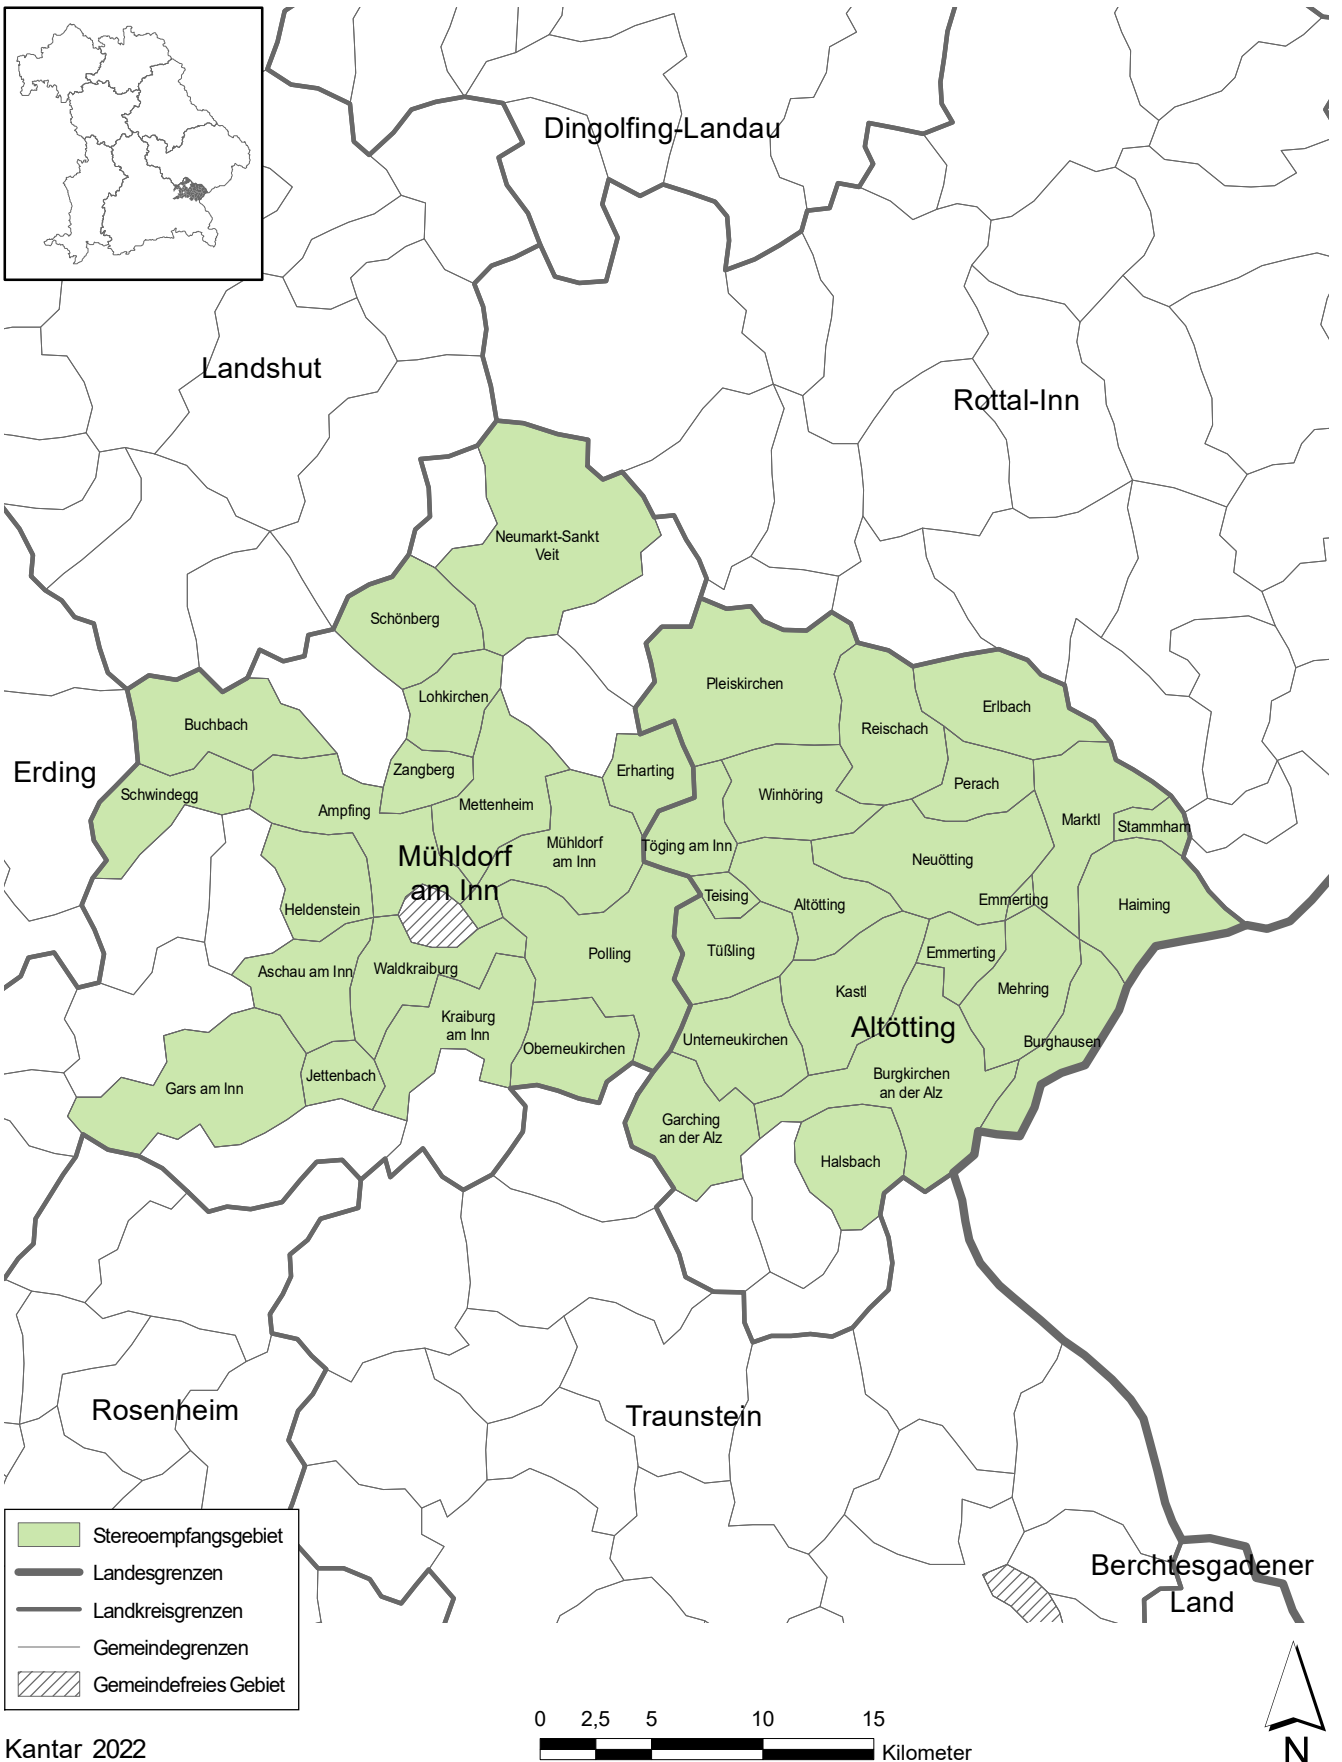 Dingolfing-Landau
Landshut
Rottal-Inn
Neumarkt-Sankt
Veit
Schönberg
Pleiskirchen
Lohkirchen
Erlbach
Buchbach
Reischach
Erding
Zangberg
Erharting
Perach
Schwindegg
Winhöring
Ampfing
Mettenheim
Marktl
Stammham
Mühldorf
am Inn
Töging am Inn
Mühldorf
am Inn
Neuötting
Teising
Altötting
Emmerting
Haiming
Heldenstein
Polling
Tüßling
Emmerting
Aschau am Inn
Waldkraiburg
Kastl
Mehring
Kraiburg
am Inn
Altötting
Oberneukirchen
Unterneukirchen
Burghausen
Gars am Inn
Jettenbach
Burgkirchen
an der Alz
Garching
an der Alz
Halsbach
Rosenheim
Traunstein
Berchtesgadener
Land
Stereoempfangsgebiet
Landesgrenzen
Landkreisgrenzen
Gemeindegrenzen
Gemeindefreies Gebiet
0 2,5 5 10 15
Kilometer
N
Kantar 2022